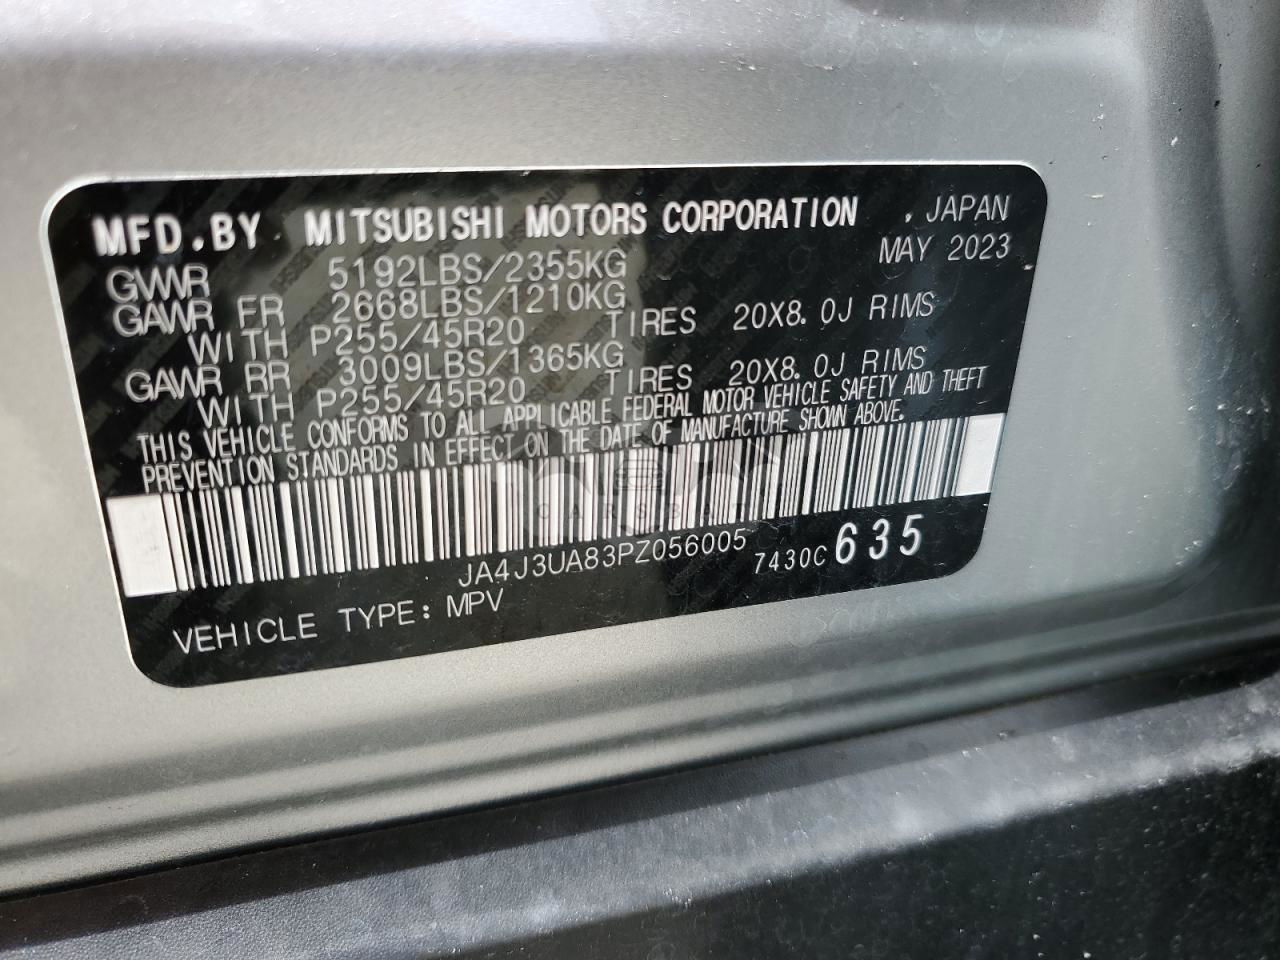 MFD.BY MITSUBISHI MOTORS CORPORATION . JAPAN
GVWR 5192LBS/2355KG MAY 2023
GAWR FR 2668LBS/1210KG
WITH P255/45R20 TIRES 20X8.0J RIMS
GAWR RR 3009LBS/1365KG
WITH P255/45R20 TIRES 20X8.0J RIMS
THIS VEHICLE CONFORMS TO ALL APPLICABLE FEDERAL MOTOR VEHICLE SAFETY AND THEFT
PREVENTION STANDARDS IN EFFECT ON THE DATE OF MANUFACTURE SHOWN ABOVE.
JA4J3UA83PZ056005 7430C 635
VEHICLE TYPE: MPV